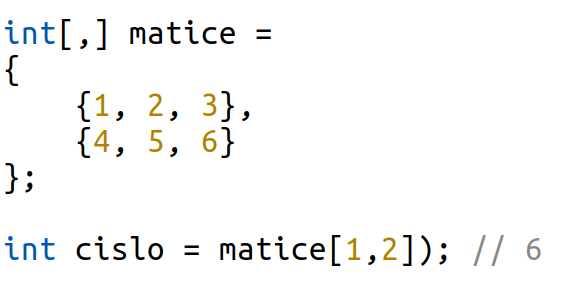 int[,] matice =
{
    {1, 2, 3},
    {4, 5, 6}
};
int cislo = matice[1,2]); // 6